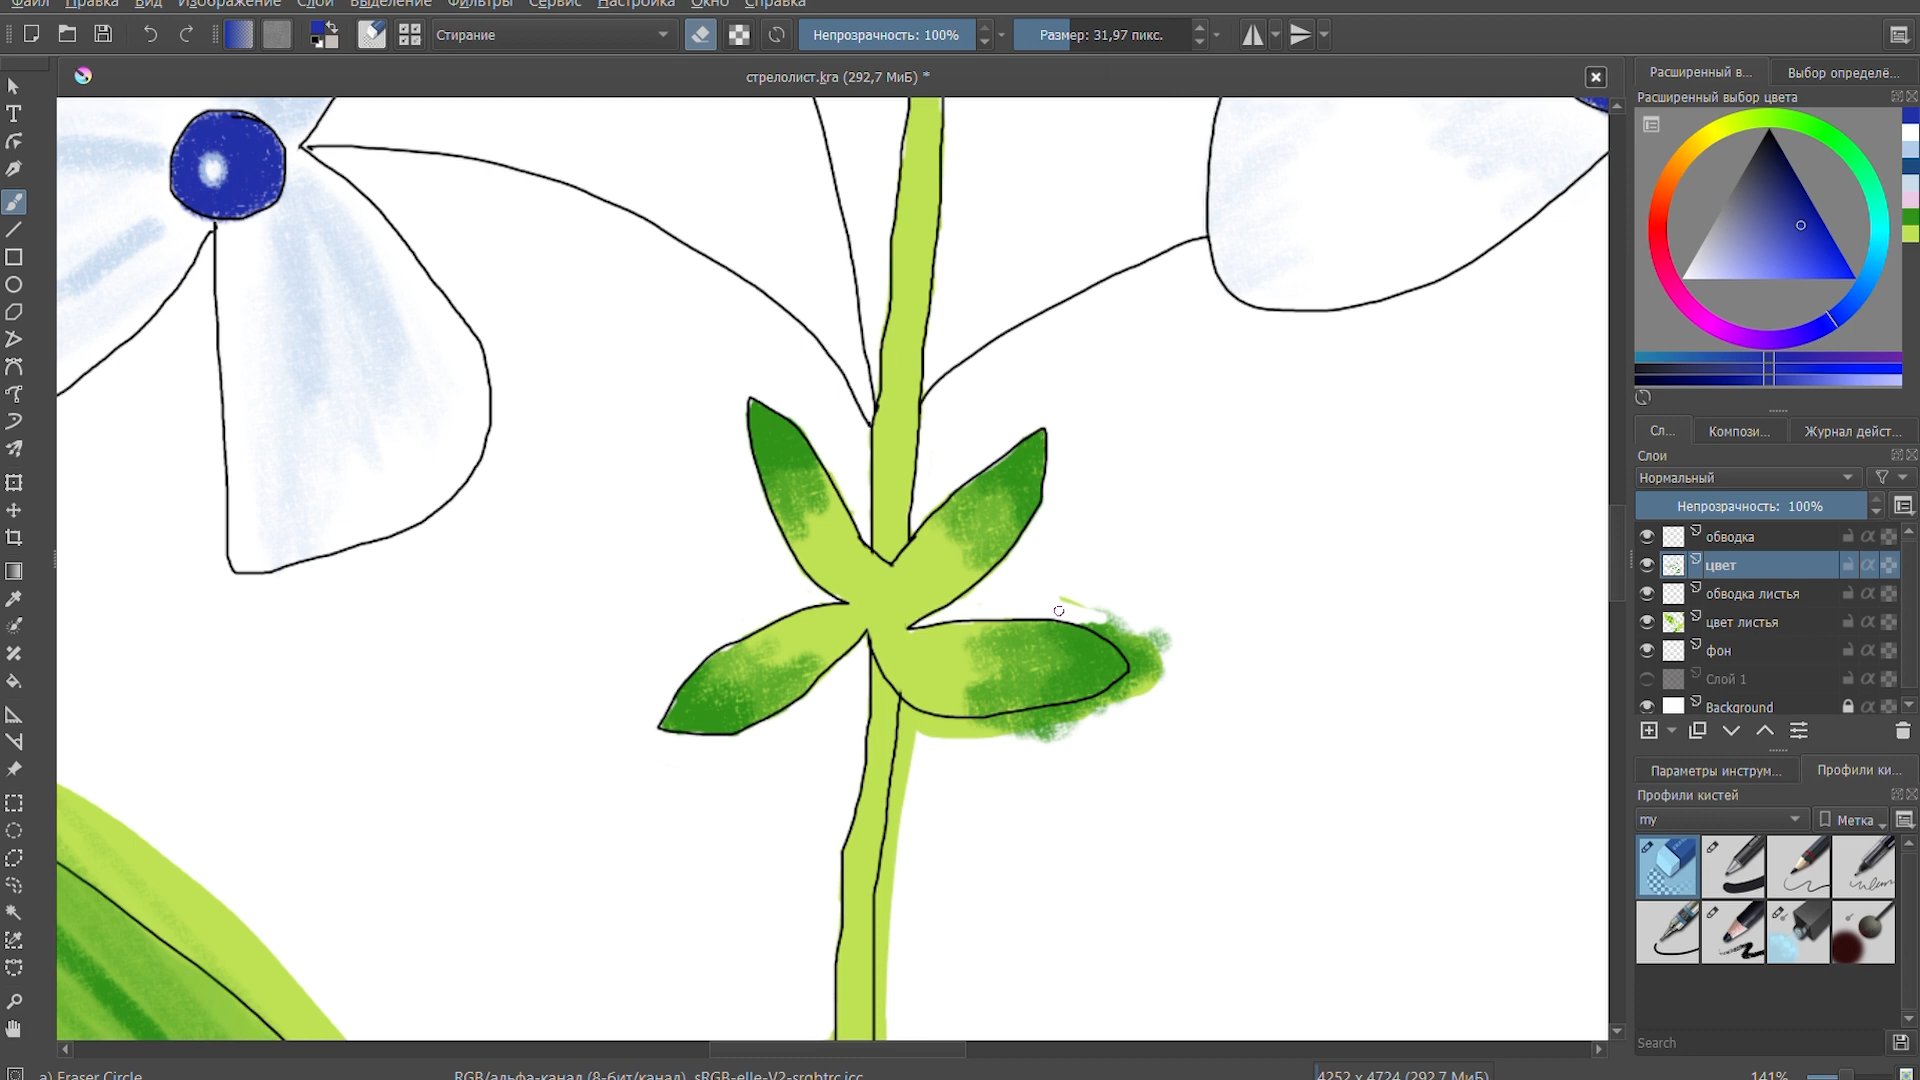 Файл Правка Вид Изображение Слои Выделение Фильтры Сервис Настройка Окно Справка
Стирание
Непрозрачность: 100%
Размер: 31,97 пикс.
стрелолист.kra (292,7 МиБ) *
Расширенный в...
Выбор определё...
Расширенный выбор цвета
Сл...
Компози...
Журнал дейст...
Слои
Нормальный
Непрозрачность: 100%
обводка
цвет
обводка листья
цвет листья
фон
Слой 1
Background
Параметры инструм...
Профили ки...
Профили кистей
my
Метка
Search
a) Eraser Circle
RGB/альфа-канал (8-бит/канал), sRGB-elle-V2-srgbtrc.icc
4252 x 4724 (292,7 МиБ)
141%